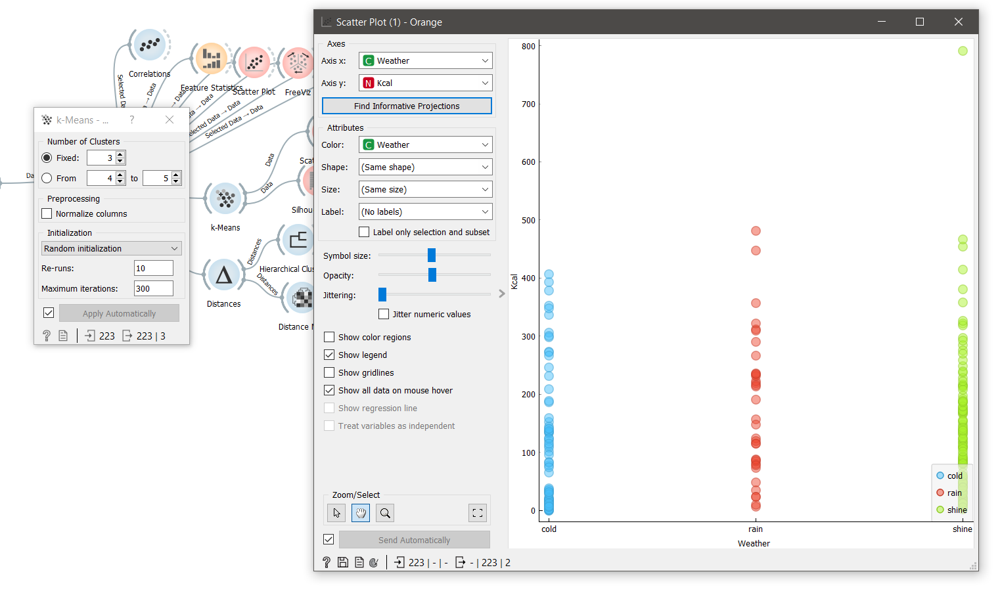 Correlations
Feature Statistics
Scatter Plot
FreeViz
Selected Da
a → Data
→ Data
ta → Data
elected Data → Data
Selected Data → Data
k-Means - ...
?
Number of Clusters
Fixed: 3
From 4 to 5
Preprocessing
Normalize columns
Initialization
Random initialization
Re-runs: 10
Maximum iterations: 300
Apply Automatically
? 223 223 | 3
Da
Data
Data
Scat
Silhou
k-Means
Distances
Distances
Hierarchical Clus
Distances
Distance M
Scatter Plot (1) - Orange
Axes
Axis x: C Weather
Axis y: N Kcal
Find Informative Projections
Attributes
Color: C Weather
Shape: (Same shape)
Size: (Same size)
Label: (No labels)
Label only selection and subset
Symbol size:
Opacity:
Jittering:
Jitter numeric values
Show color regions
Show legend
Show gridlines
Show all data on mouse hover
Show regression line
Treat variables as independent
Zoom/Select
Send Automatically
? 223 | - | - - | 223 | 2
800
700
600
500
400
300
200
100
0
Kcal
cold
rain
shine
cold rain shine
Weather